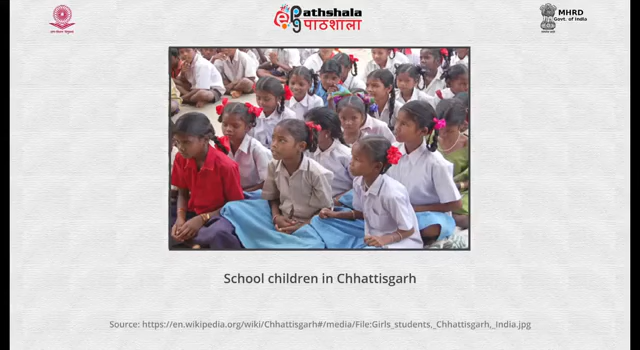 Pathshala
पाठशाला
MHRD
Govt. of India
School children in Chhattisgarh
Source: https://en.wikipedia.org/wiki/Chhattisgarh#/media/File:Girls_students,_Chhattisgarh,_India.jpg